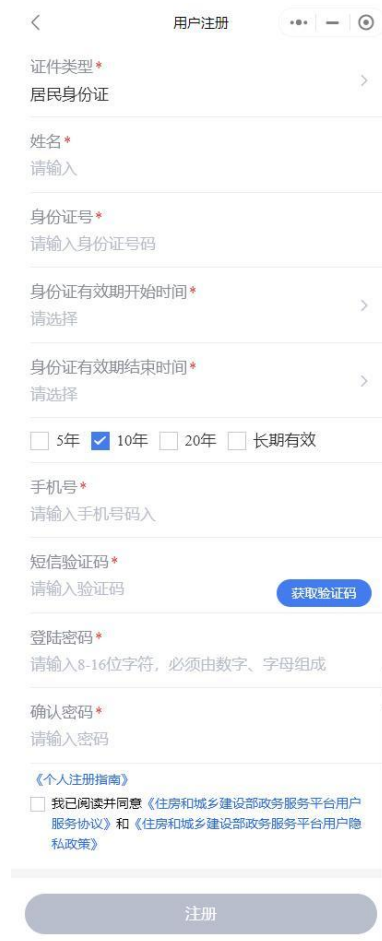 用户注册
证件类型*
居民身份证
姓名*
请输入
身份证号*
请输入身份证号码
身份证有效期开始时间*
请选择
身份证有效期结束时间*
请选择
5年 10年 20年 长期有效
手机号*
请输入手机号码入
短信验证码*
请输入验证码 获取验证码
登陆密码*
请输入8-16位字符，必须由数字、字母组成
确认密码*
请输入密码
《个人注册指南》
我已阅读并同意《住房和城乡建设部政务服务平台用户
服务协议》和《住房和城乡建设部政务服务平台用户隐
私政策》
注册